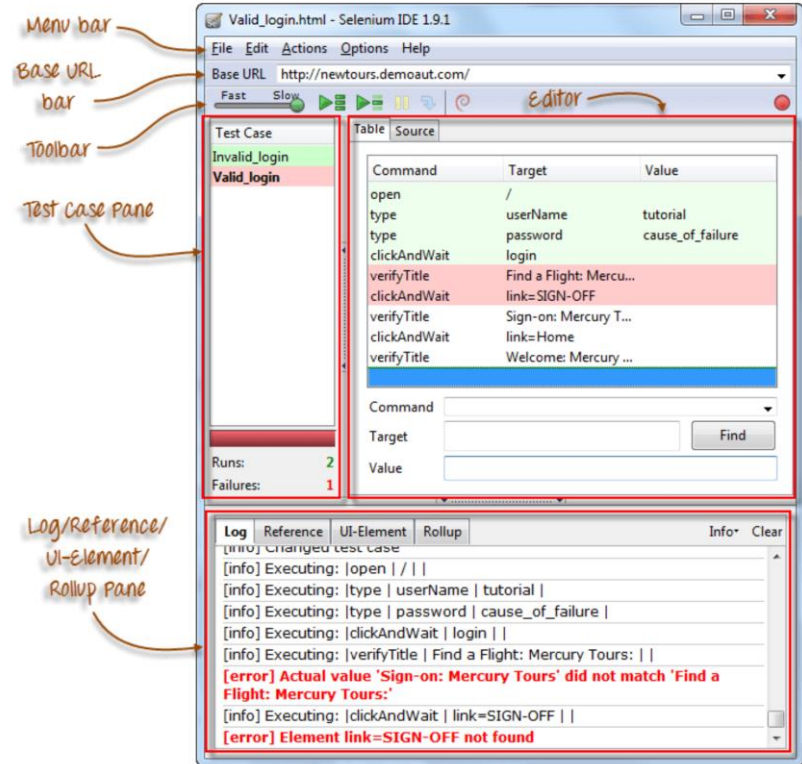 Menu bar
Base URL
bar
Toolbar
Test Case Pane
Log/Reference/
UI-Element/
Rollup Pane
Valid_login.html - Selenium IDE 1.9.1
File Edit Actions Options Help
Base URL http://newtours.demoaut.com/
Fast Slow
Editor
Test Case
Invalid_login
Valid_login
Runs: 2
Failures: 1
Table Source
Command Target Value
open /
type userName tutorial
type password cause_of_failure
clickAndWait login
verifyTitle Find a Flight: Mercu...
clickAndWait link=SIGN-OFF
verifyTitle Sign-on: Mercury T...
clickAndWait link=Home
verifyTitle Welcome: Mercury ...
Command
Target Find
Value
Log Reference UI-Element Rollup Info Clear
[info] Changed test case
[info] Executing: |open | / | |
[info] Executing: |type | userName | tutorial |
[info] Executing: |type | password | cause_of_failure |
[info] Executing: |clickAndWait | login | |
[info] Executing: |verifyTitle | Find a Flight: Mercury Tours: | |
[error] Actual value 'Sign-on: Mercury Tours' did not match 'Find a
Flight: Mercury Tours:'
[info] Executing: |clickAndWait | link=SIGN-OFF | |
[error] Element link=SIGN-OFF not found